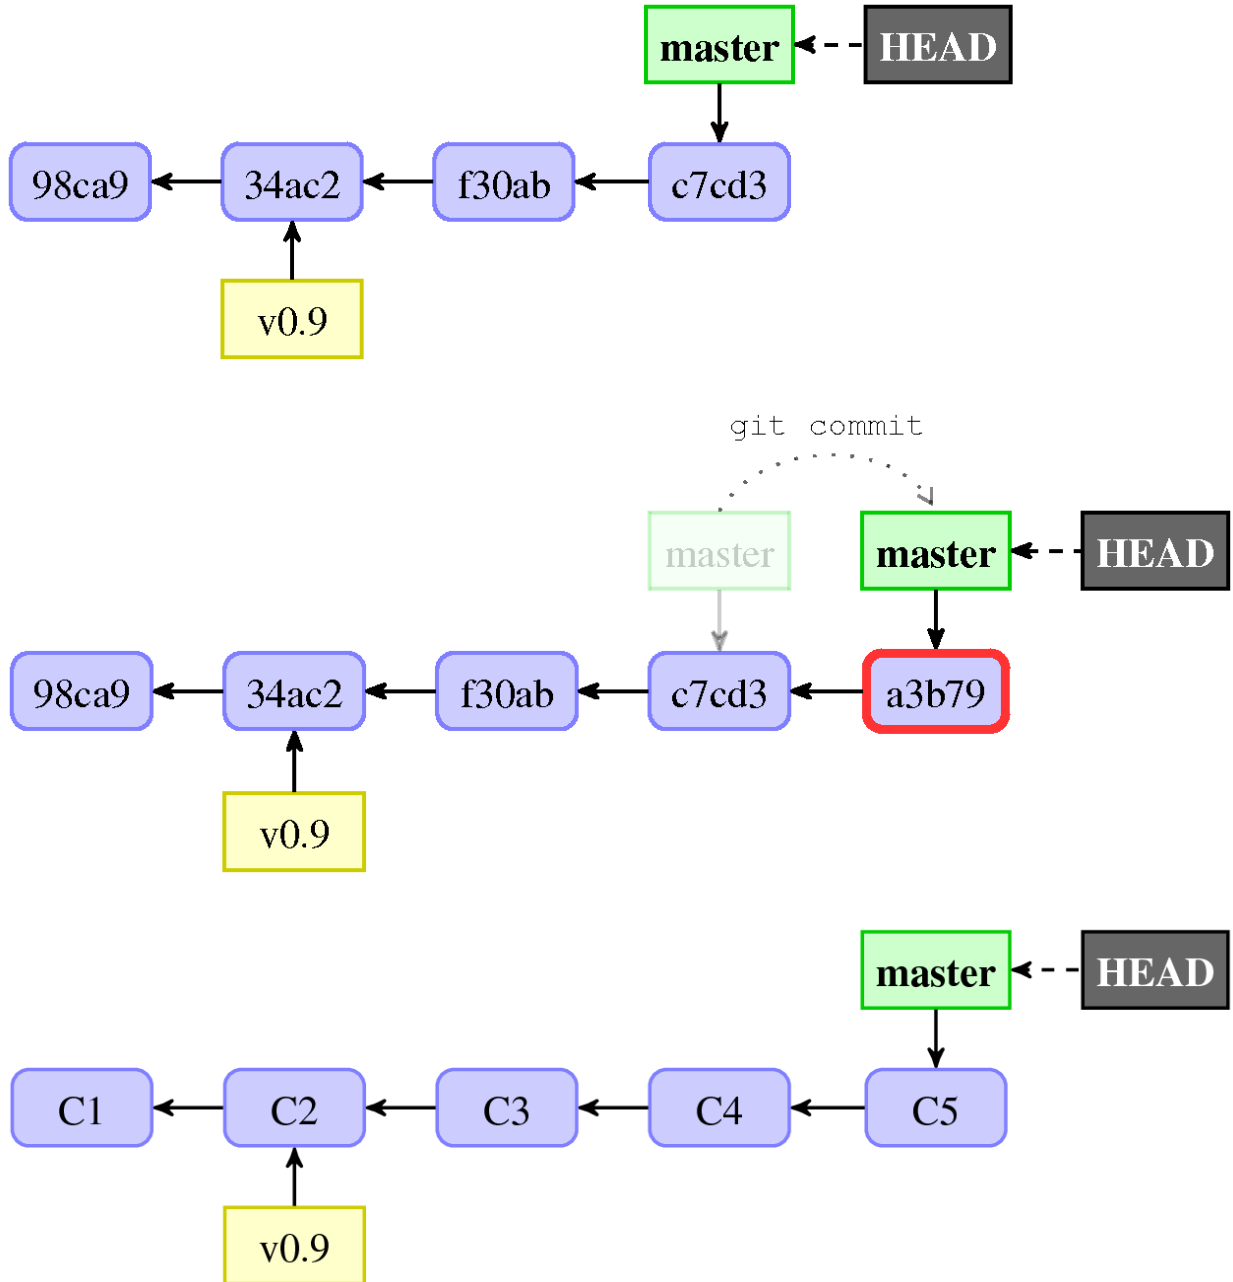 master HEAD
98ca9 34ac2 f30ab c7cd3
v0.9
git commit
master master HEAD
98ca9 34ac2 f30ab c7cd3 a3b79
v0.9
master HEAD
C1 C2 C3 C4 C5
v0.9